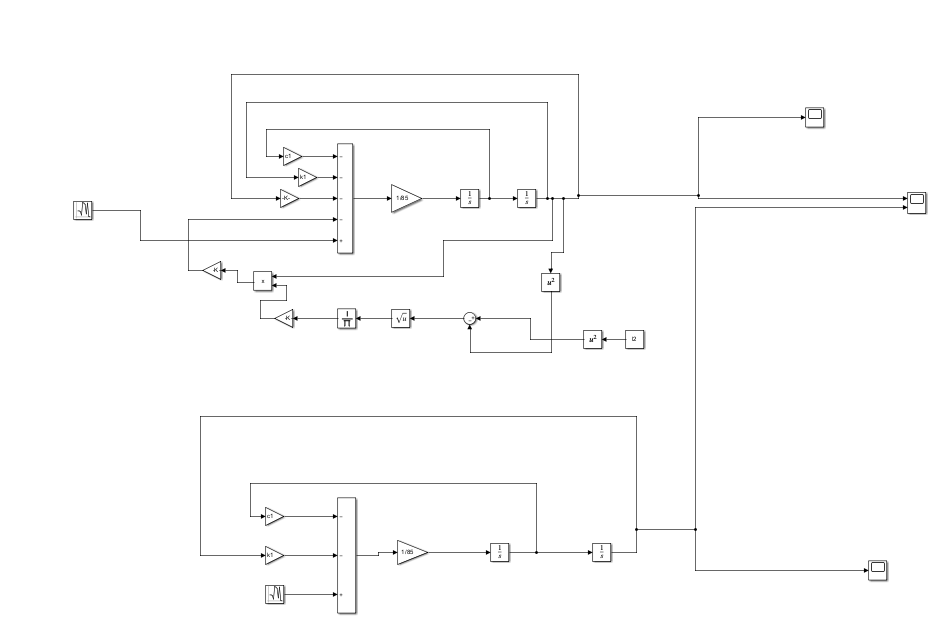 c1
k1
-K-
1/85
1
s
1
s
-K-
x
u²
-K-
1
√u
u²
l2
c1
k1
1/85
1
s
1
s